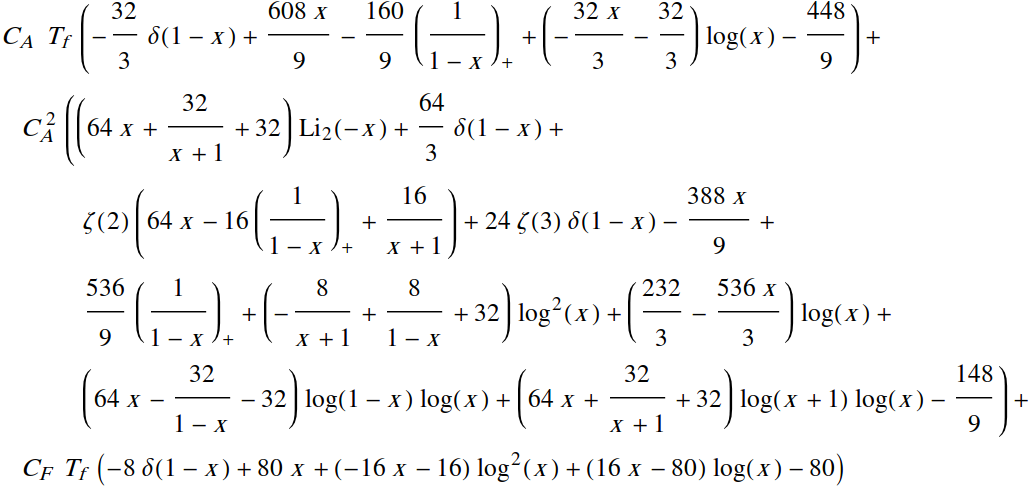 C_A T_f (-32/3 δ(1 − x) + 608 x/9 − 160/9 (1/(1 − x))_+ + (−32 x/3 − 32/3) log(x) − 448/9) +
C_A^2 ((64 x + 32/(x + 1) + 32) Li_2(−x) + 64/3 δ(1 − x) +
ζ(2) (64 x − 16 (1/(1 − x))_+ + 16/(x + 1)) + 24 ζ(3) δ(1 − x) − 388 x/9 +
536/9 (1/(1 − x))_+ + (−8/(x + 1) + 8/(1 − x) + 32) log^2(x) + (232/3 − 536 x/3) log(x) +
(64 x − 32/(1 − x) − 32) log(1 − x) log(x) + (64 x + 32/(x + 1) + 32) log(x + 1) log(x) − 148/9) +
C_F T_f (−8 δ(1 − x) + 80 x + (−16 x − 16) log^2(x) + (16 x − 80) log(x) − 80)